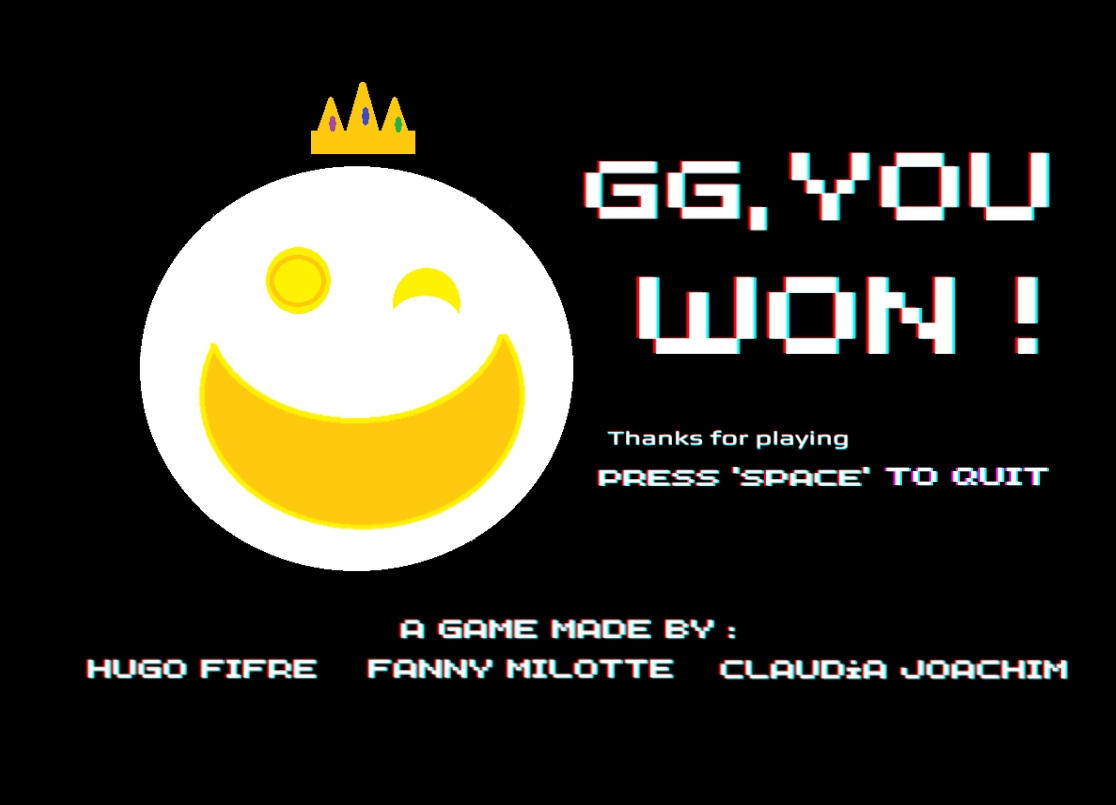 GG, YOU
WON !
Thanks for playing
PRESS 'SPACE' TO QUIT
A GAME MADE BY :
HUGO FIFRE FANNY MILOTTE CLAUDiA JOACHIM